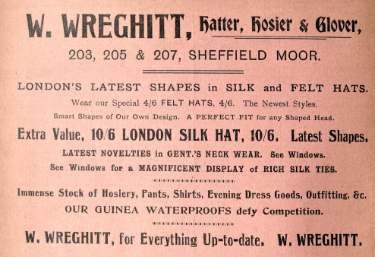 W. WREGHITT, Hatter, Hosier & Glover,
203, 205 & 207, SHEFFIELD MOOR.
LONDON'S LATEST SHAPES IN SILK AND FELT HATS.
Wear our Special 4/6 FELT HATS, 4/6. The Newest Styles.
Smart Shapes of Our Own Design. A PERFECT FIT for any Shaped Head.
Extra Value, 10/6 LONDON SILK HAT, 10/6. Latest Shapes.
LATEST NOVELTIES IN GENT.'S NECK WEAR. See Windows.
See Windows for a MAGNIFICENT DISPLAY of RICH SILK TIES.
Immense Stock of Hosiery, Pants, Shirts, Evening Dress Goods, Outfitting, &c.
OUR GUINEA WATERPROOFS defy Competition.
W. WREGHITT, for Everything Up-to-date. W. WREGHITT.